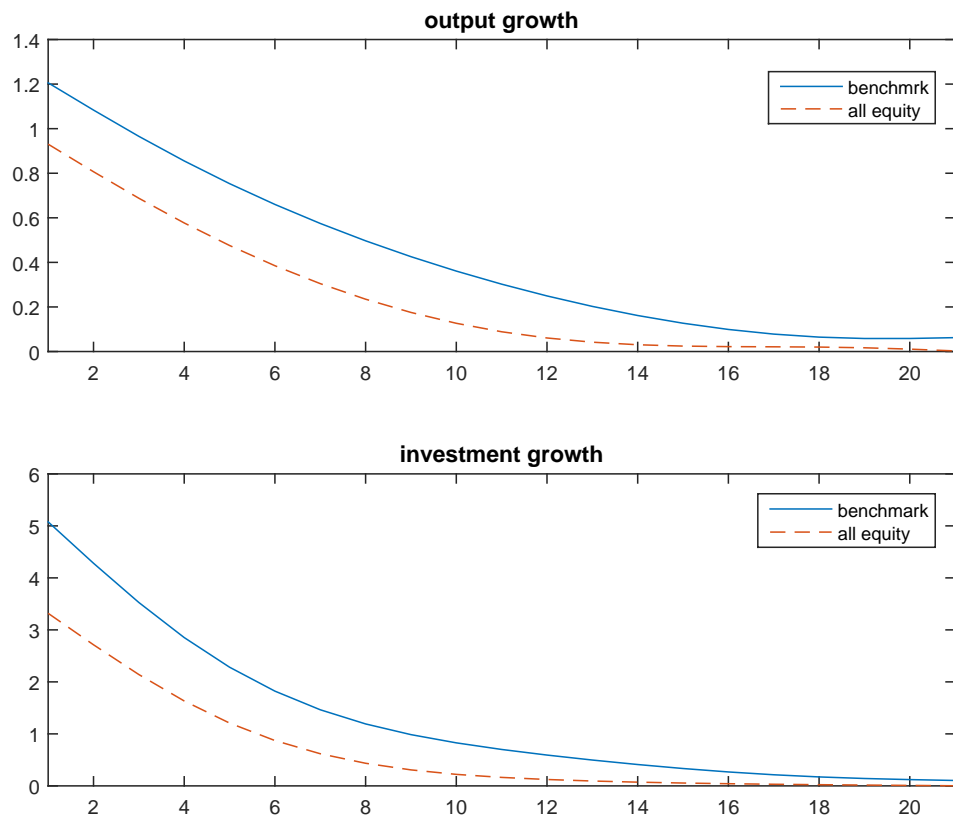 output growth
1.4
1.2
1
0.8
0.6
0.4
0.2
0
benchmrk
all equity
2 4 6 8 10 12 14 16 18 20
investment growth
6
5
4
3
2
1
0
benchmark
all equity
2 4 6 8 10 12 14 16 18 20